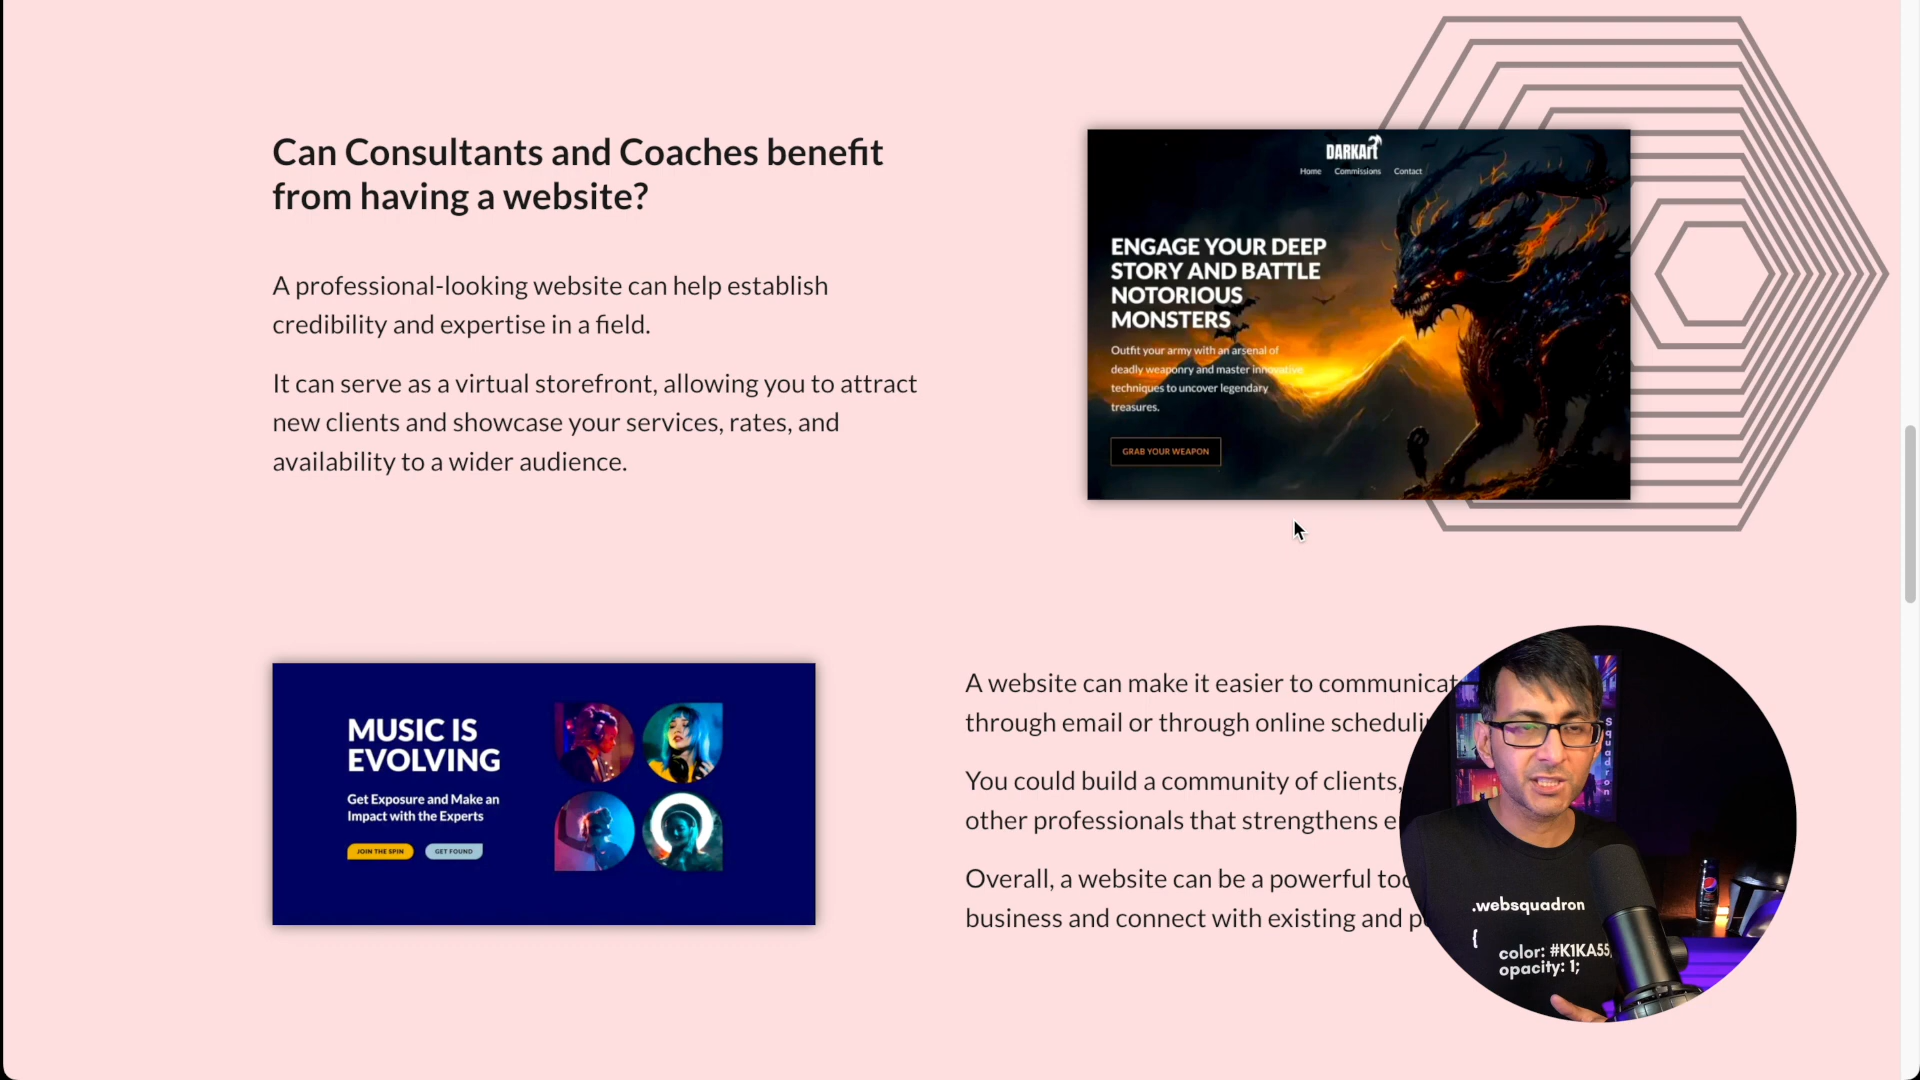 Can Consultants and Coaches benefit
from having a website?
A professional-looking website can help establish
credibility and expertise in a field.
It can serve as a virtual storefront, allowing you to attract
new clients and showcase your services, rates, and
availability to a wider audience.
DARKArt
Home Commissions Contact
ENGAGE YOUR DEEP
STORY AND BATTLE
NOTORIOUS
MONSTERS
Outfit your army with an arsenal of
deadly weaponry and master innovative
techniques to uncover legendary
treasures.
GRAB YOUR WEAPON
MUSIC IS
EVOLVING
Get Exposure and Make an
Impact with the Experts
JOIN THE SPIN GET FOUND
A website can make it easier to
through email or through online
You could build a community of clients,
other professionals that strengthens
Overall, a website can be a powerful
business and connect with existing and
Squadron
.websquadron
{
color: #K1KA55
opacity: 1;